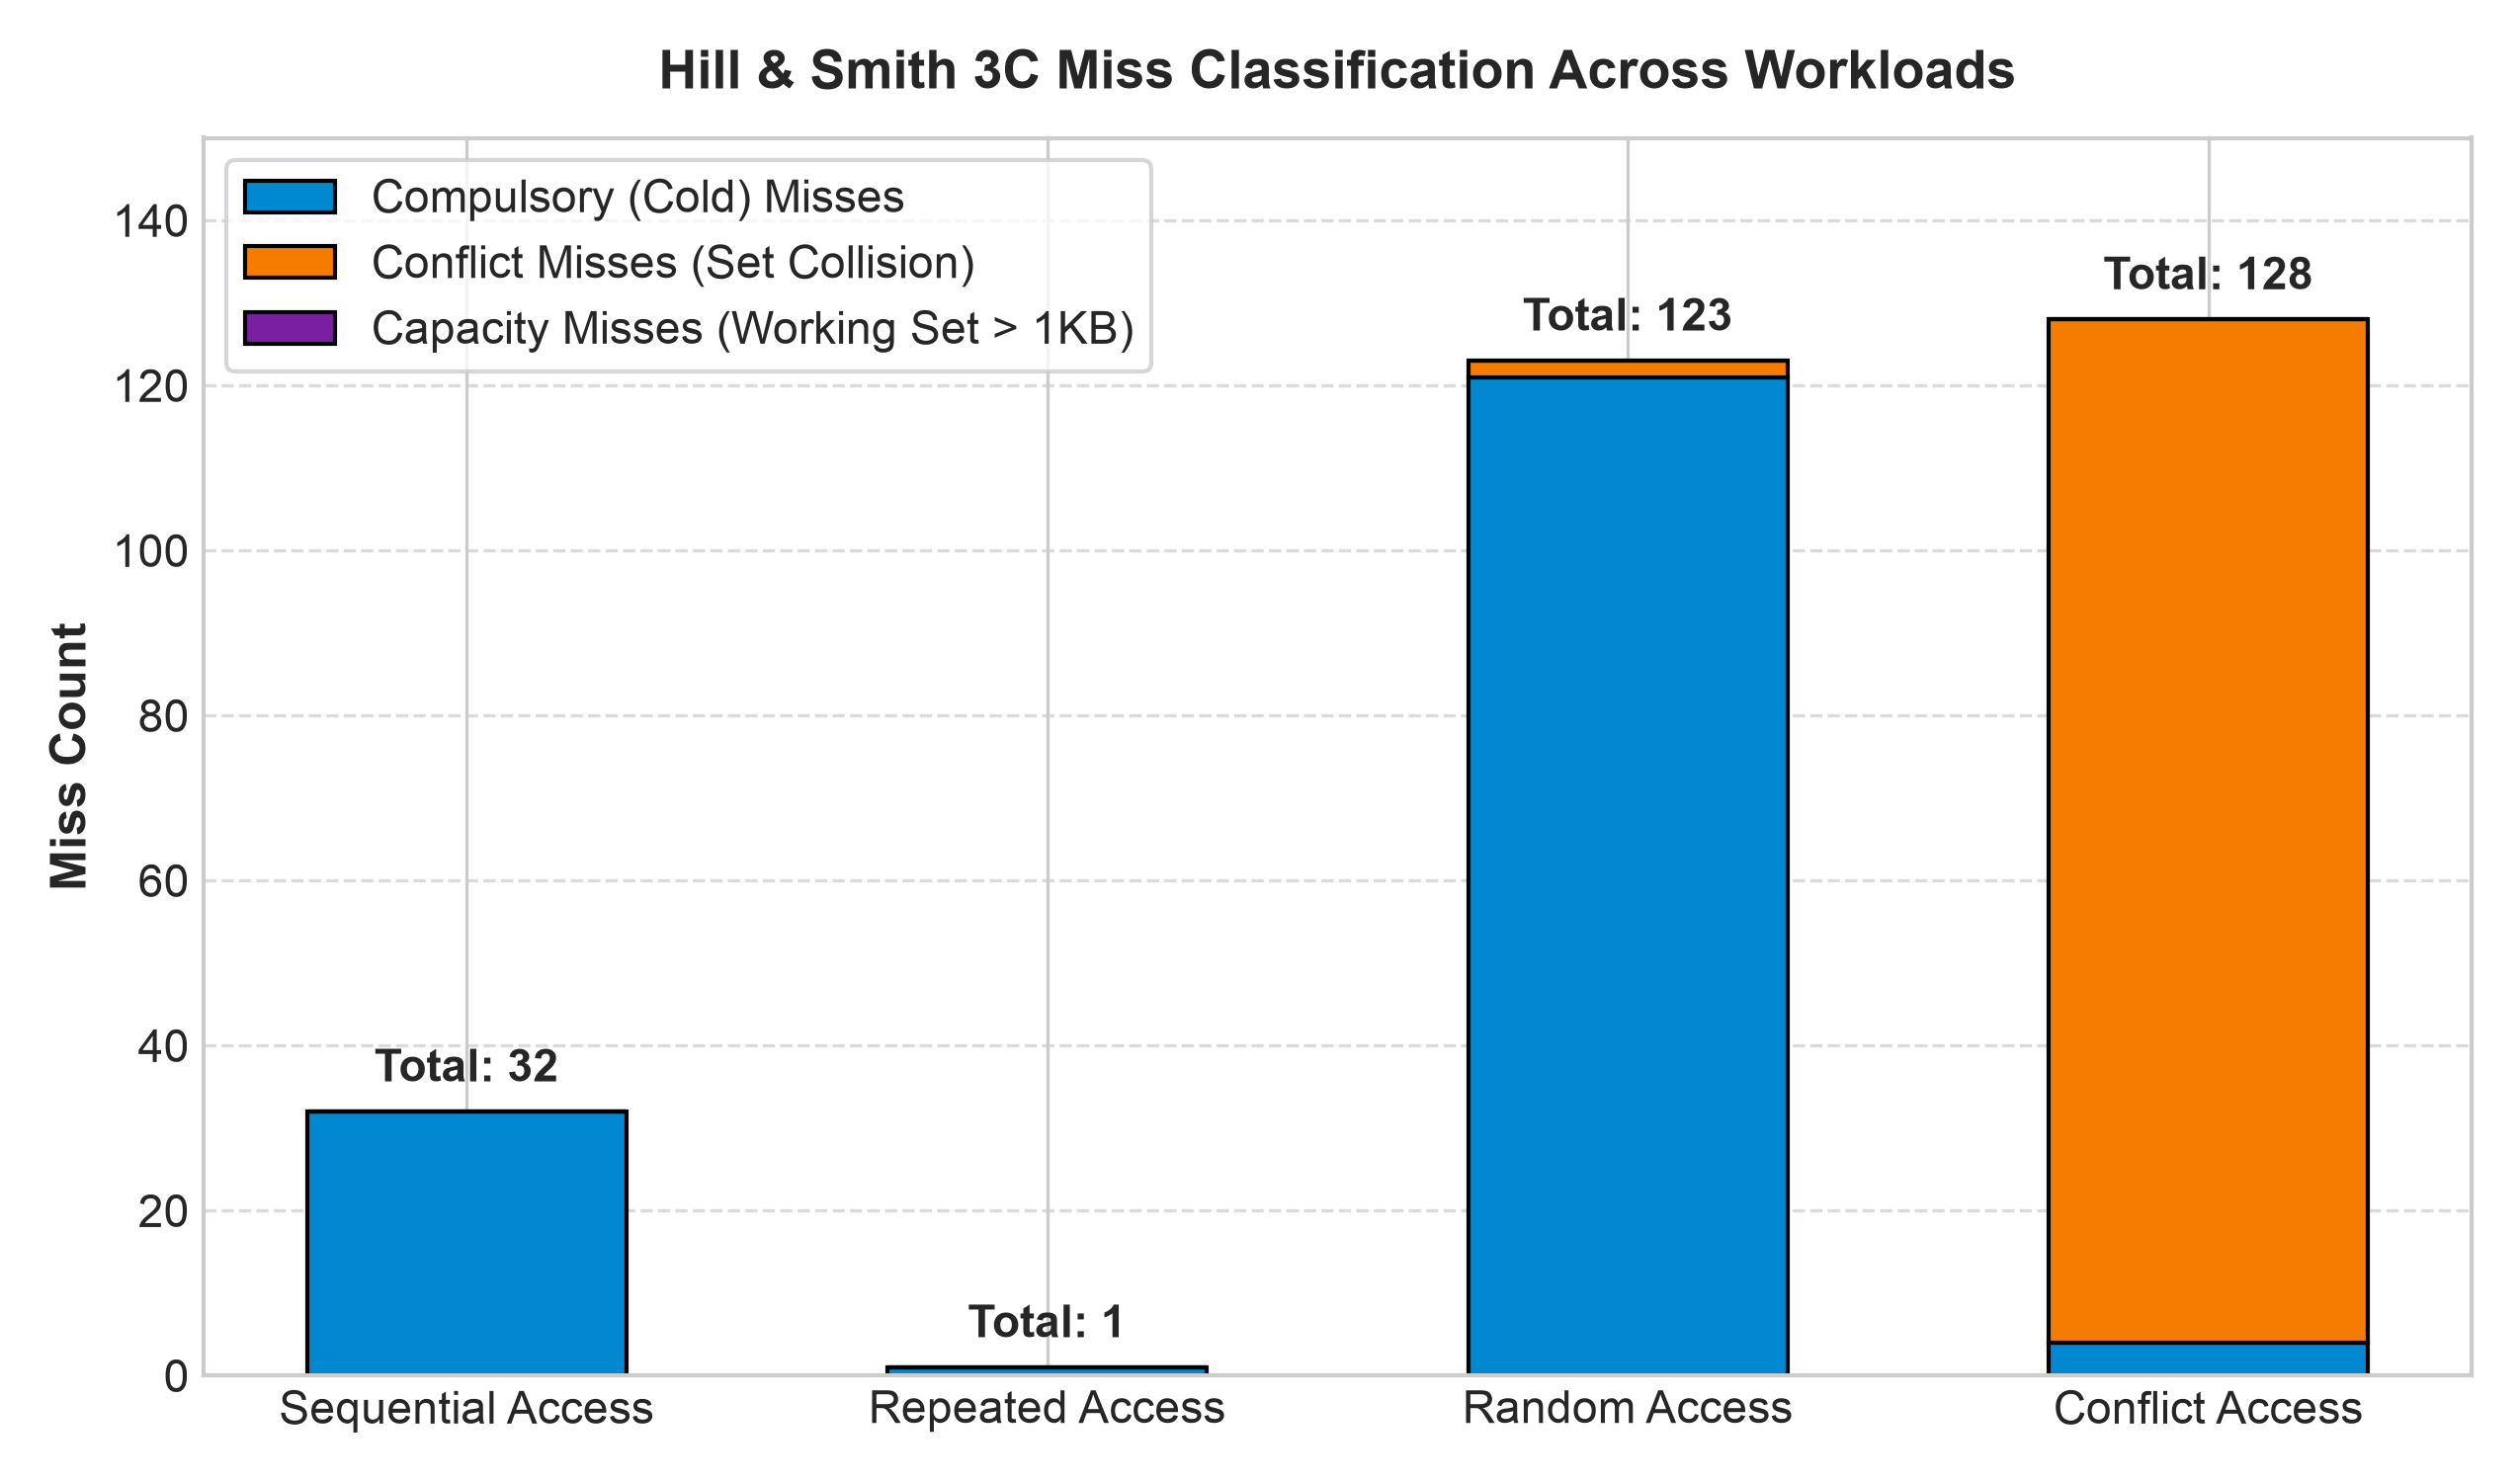 Hill & Smith 3C Miss Classification Across Workloads
Compulsory (Cold) Misses
Conflict Misses (Set Collision)
Capacity Misses (Working Set > 1KB)
Miss Count
140
120
100
80
60
40
20
0
Total: 32
Total: 1
Total: 123
Total: 128
Sequential Access
Repeated Access
Random Access
Conflict Access